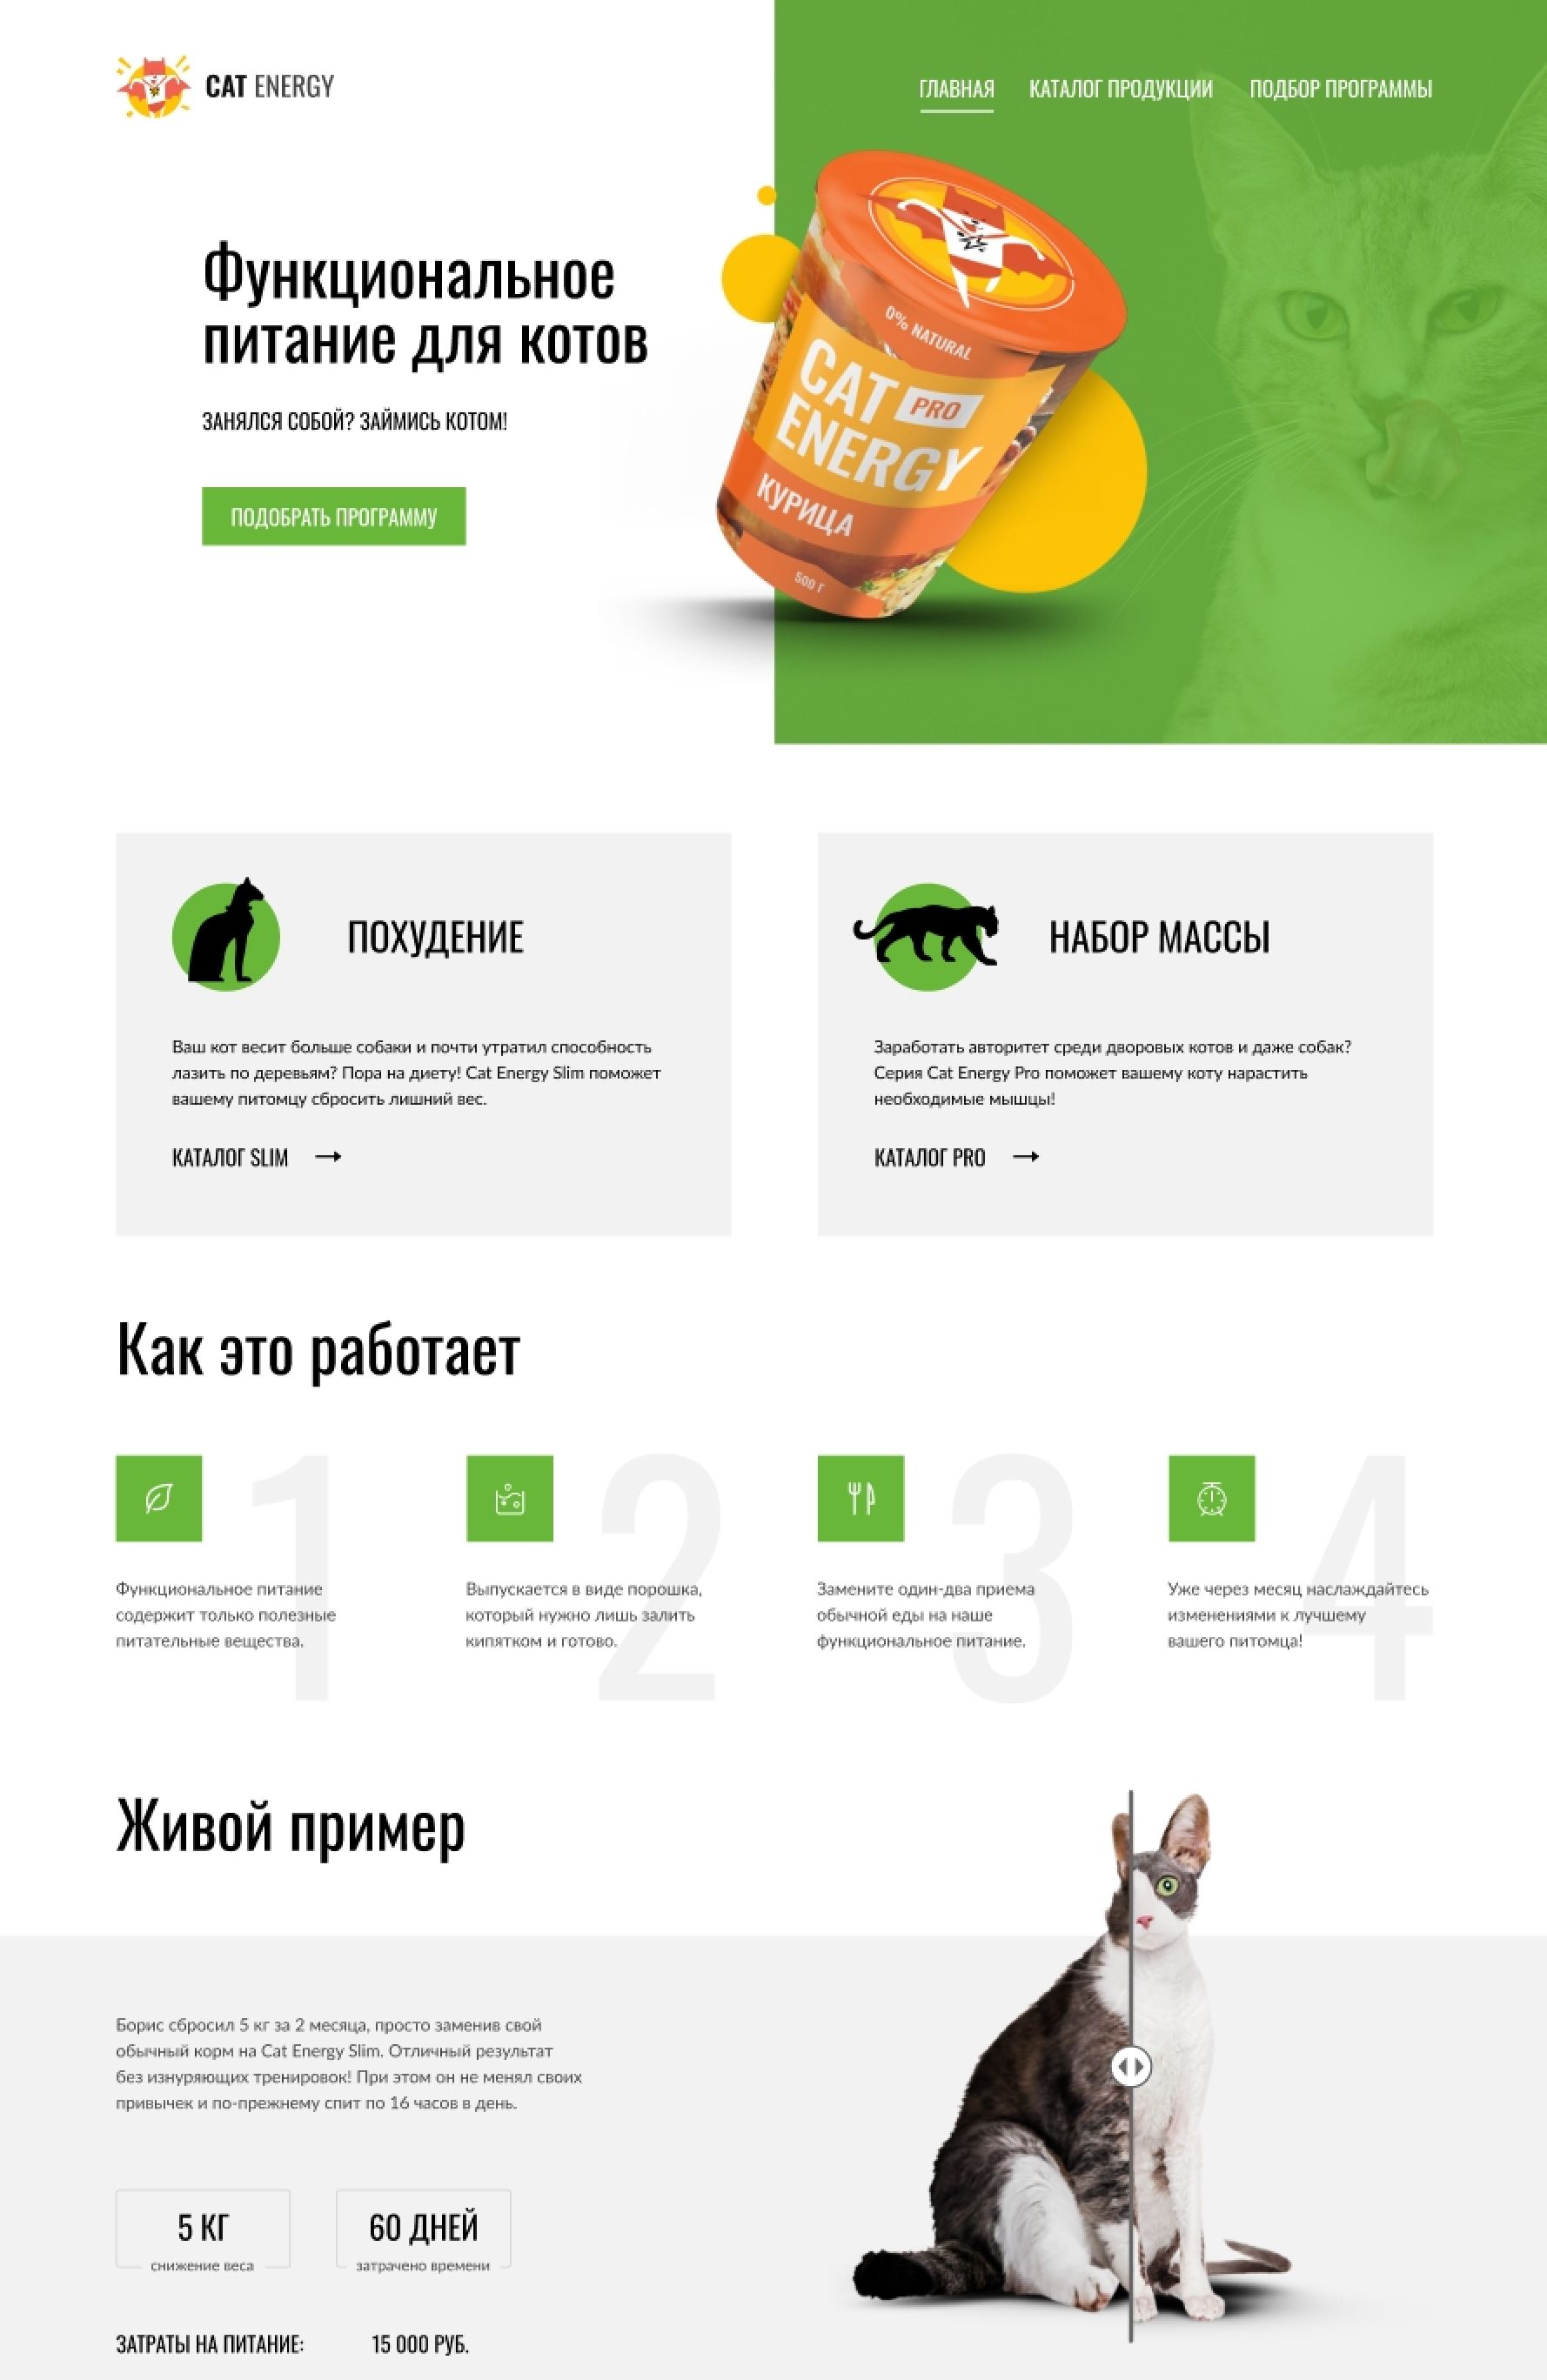 CAT ENERGY
ГЛАВНАЯ КАТАЛОГ ПРОДУКЦИИ ПОДБОР ПРОГРАММЫ
Функциональное
питание для котов
ЗАНЯЛСЯ СОБОЙ? ЗАЙМИСЬ КОТОМ!
ПОДОБРАТЬ ПРОГРАММУ
0% NATURAL
CAT PRO
ENERGY
КУРИЦА
500 Г
ПОХУДЕНИЕ
Ваш кот весит больше собаки и почти утратил способность
лазить по деревьям? Пора на диету! Cat Energy Slim поможет
вашему питомцу сбросить лишний вес.
КАТАЛОГ SLIM
НАБОР МАССЫ
Заработать авторитет среди дворовых котов и даже собак?
Серия Cat Energy Pro поможет вашему коту нарастить
необходимые мышцы!
КАТАЛОГ PRO
Как это работает
1
Функциональное питание
содержит только полезные
питательные вещества.
2
Выпускается в виде порошка,
который нужно лишь залить
кипятком и готово.
3
Замените один-два приема
обычной еды на наше
функциональное питание.
4
Уже через месяц наслаждайтесь
изменениями к лучшему
вашего питомца!
Живой пример
Борис сбросил 5 кг за 2 месяца, просто заменив свой
обычный корм на Cat Energy Slim. Отличный результат
без изнуряющих тренировок! При этом он не менял своих
привычек и по-прежнему спит по 16 часов в день.
5 КГ
снижение веса
60 ДНЕЙ
затрачено времени
ЗАТРАТЫ НА ПИТАНИЕ: 15 000 РУБ.